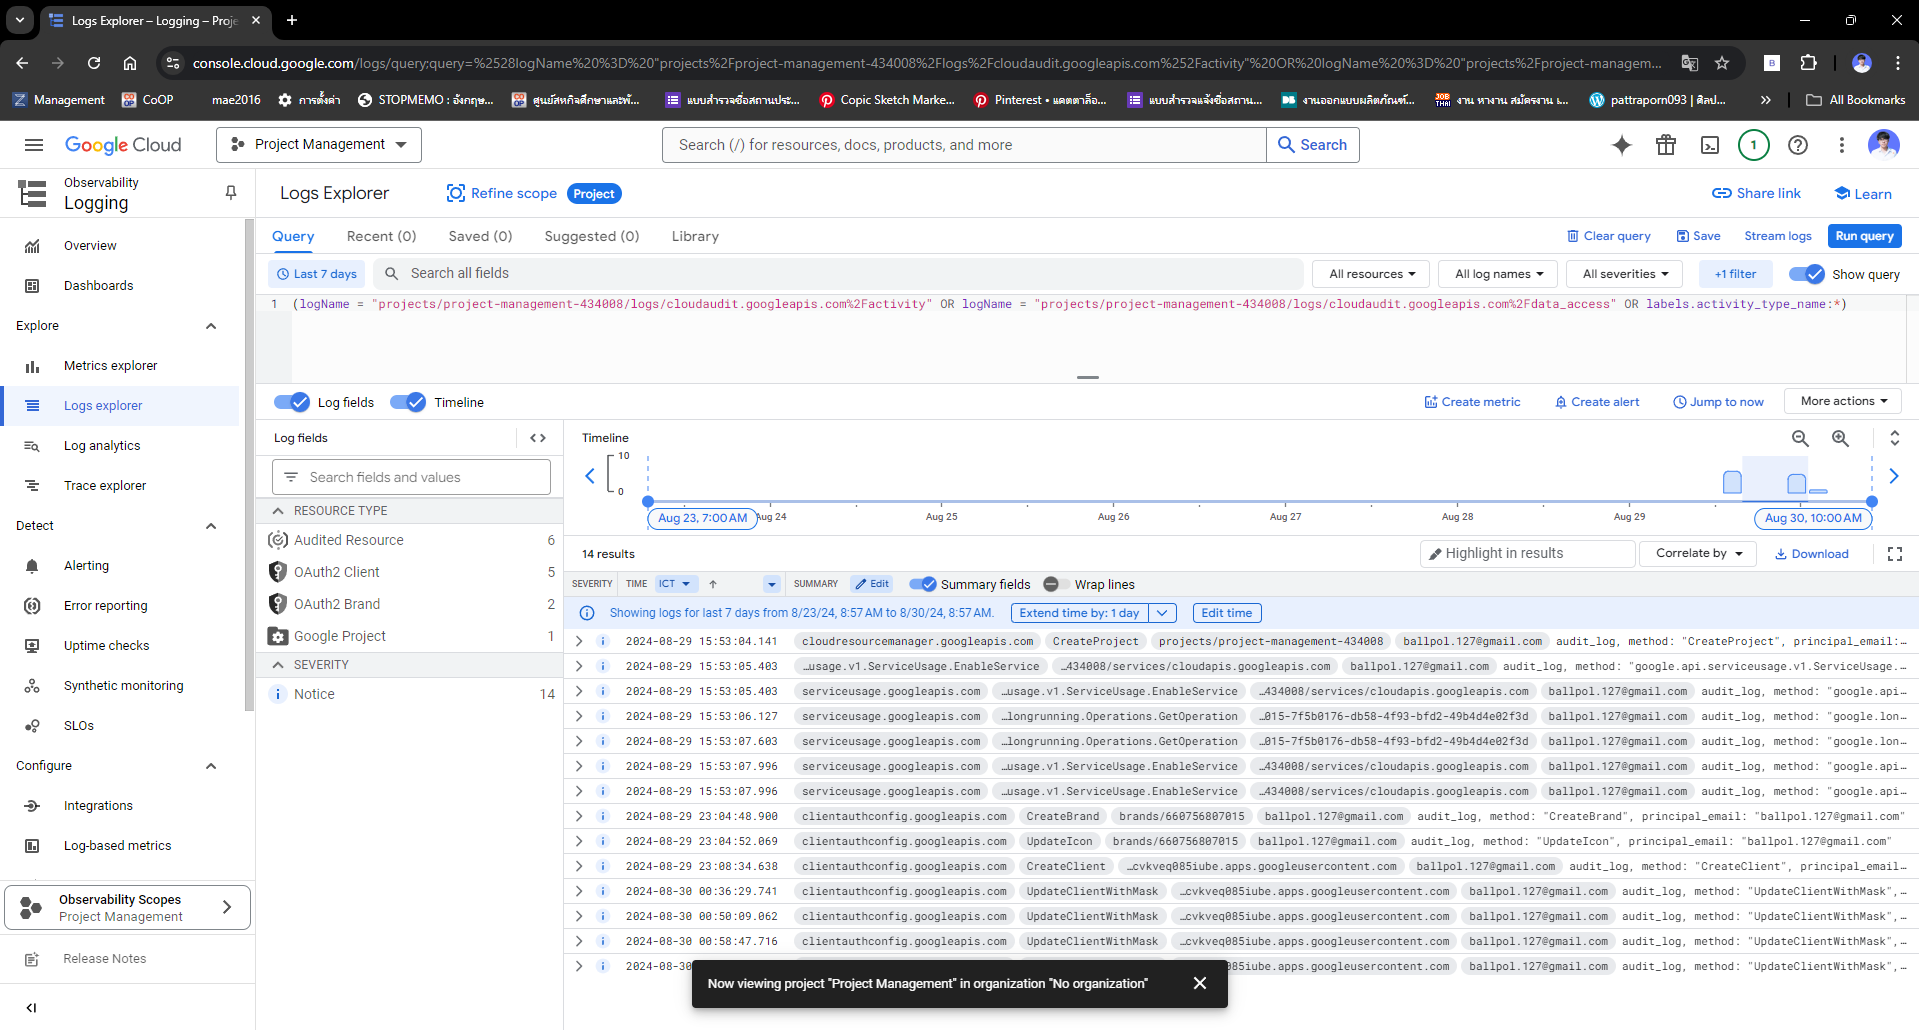 Logs Explorer – Logging – Proje
console.cloud.google.com/logs/query;query=%2528logName%20%3D%20"projects%2Fproject-management-434008%2Flogs%2Fcloudaudit.googleapis.com%252Factivity"%20OR%20logName%20%3D%20"projects%2Fproject-manageme...
Management
CoOP
mae2016
การตั้งค่า
STOPMEMO : อังกฤษ...
ศูนย์สหกิจศึกษาและพั...
แบบสำรวจชื่อสถานประ...
Copic Sketch Marke...
Pinterest • แคตตาล็อ...
แบบสำรวจแจ้งชื่อสถาน...
งานออกแบบผลิตภัณฑ์...
งาน หางาน สมัครงาน เ...
pattraporn093 | ศิลป...
All Bookmarks
Google Cloud
Project Management
Search (/) for resources, docs, products, and more
Search
1
Observability
Logging
Logs Explorer
Refine scope
Project
Share link
Learn
Overview
Dashboards
Explore
Metrics explorer
Logs explorer
Log analytics
Trace explorer
Detect
Alerting
Error reporting
Uptime checks
Synthetic monitoring
SLOs
Configure
Integrations
Log-based metrics
Observability Scopes
Project Management
Release Notes
Query
Recent (0)
Saved (0)
Suggested (0)
Library
Clear query
Save
Stream logs
Run query
Last 7 days
Search all fields
All resources
All log names
All severities
+1 filter
Show query
1 (logName = "projects/project-management-434008/logs/cloudaudit.googleapis.com%2Factivity" OR logName = "projects/project-management-434008/logs/cloudaudit.googleapis.com%2Fdata_access" OR labels.activity_type_name:*)
Log fields
Timeline
Create metric
Create alert
Jump to now
More actions
Log fields
Search fields and values
RESOURCE TYPE
Audited Resource 6
OAuth2 Client 5
OAuth2 Brand 2
Google Project 1
SEVERITY
Notice 14
Timeline
10
0
Aug 23, 7:00 AM
Aug 24
Aug 25
Aug 26
Aug 27
Aug 28
Aug 29
Aug 30, 10:00 AM
14 results
Highlight in results
Correlate by
Download
SEVERITY TIME ICT SUMMARY Edit Summary fields Wrap lines
Showing logs for last 7 days from 8/23/24, 8:57 AM to 8/30/24, 8:57 AM. Extend time by: 1 day Edit time
2024-08-29 15:53:04.141 cloudresourcemanager.googleapis.com CreateProject projects/project-management-434008 ballpol.127@gmail.com audit_log, method: "CreateProject", principal_email:...
2024-08-29 15:53:05.403 …usage.v1.ServiceUsage.EnableService …434008/services/cloudapis.googleapis.com ballpol.127@gmail.com audit_log, method: "google.api.serviceusage.v1.ServiceUsage.…
2024-08-29 15:53:05.403 serviceusage.googleapis.com …usage.v1.ServiceUsage.EnableService …434008/services/cloudapis.googleapis.com ballpol.127@gmail.com audit_log, method: "google.api…
2024-08-29 15:53:06.127 serviceusage.googleapis.com …longrunning.Operations.GetOperation …015-7f5b0176-db58-4f93-bfd2-49b4d4e02f3d ballpol.127@gmail.com audit_log, method: "google.lon…
2024-08-29 15:53:07.603 serviceusage.googleapis.com …longrunning.Operations.GetOperation …015-7f5b0176-db58-4f93-bfd2-49b4d4e02f3d ballpol.127@gmail.com audit_log, method: "google.lon…
2024-08-29 15:53:07.996 serviceusage.googleapis.com …usage.v1.ServiceUsage.EnableService …434008/services/cloudapis.googleapis.com ballpol.127@gmail.com audit_log, method: "google.api…
2024-08-29 15:53:07.996 serviceusage.googleapis.com …usage.v1.ServiceUsage.EnableService …434008/services/cloudapis.googleapis.com ballpol.127@gmail.com audit_log, method: "google.api…
2024-08-29 23:04:48.900 clientauthconfig.googleapis.com CreateBrand brands/660756807015 ballpol.127@gmail.com audit_log, method: "CreateBrand", principal_email: "ballpol.127@gmail.com"
2024-08-29 23:04:52.069 clientauthconfig.googleapis.com UpdateIcon brands/660756807015 ballpol.127@gmail.com audit_log, method: "UpdateIcon", principal_email: "ballpol.127@gmail.com"
2024-08-29 23:08:34.638 clientauthconfig.googleapis.com CreateClient …cvkveq085iube.apps.googleusercontent.com ballpol.127@gmail.com audit_log, method: "CreateClient", principal_email…
2024-08-30 00:36:29.741 clientauthconfig.googleapis.com UpdateClientWithMask …cvkveq085iube.apps.googleusercontent.com ballpol.127@gmail.com audit_log, method: "UpdateClientWithMask",…
2024-08-30 00:50:09.062 clientauthconfig.googleapis.com UpdateClientWithMask …cvkveq085iube.apps.googleusercontent.com ballpol.127@gmail.com audit_log, method: "UpdateClientWithMask",…
2024-08-30 00:58:47.716 clientauthconfig.googleapis.com UpdateClientWithMask …cvkveq085iube.apps.googleusercontent.com ballpol.127@gmail.com audit_log, method: "UpdateClientWithMask",…
2024-08-30 85iube.apps.googleusercontent.com ballpol.127@gmail.com audit_log, method: "UpdateClientWithMask",…
Now viewing project "Project Management" in organization "No organization"